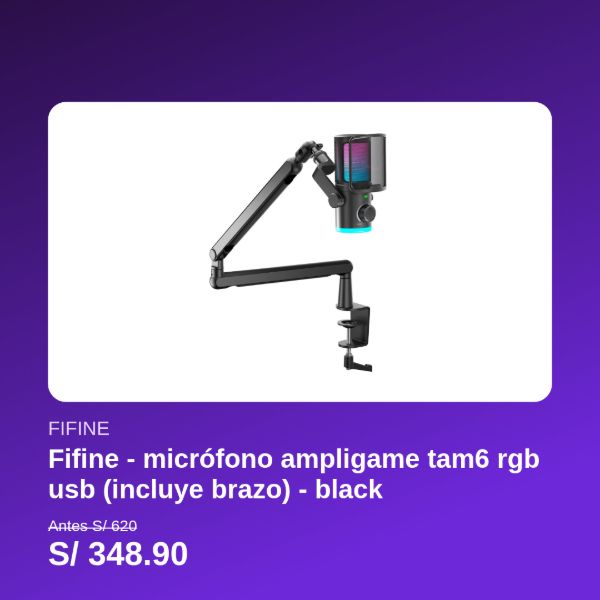 FIFINE
Fifine - micrófono ampligame tam6 rgb
usb (incluye brazo) - black
Antes S/ 620
S/ 348.90